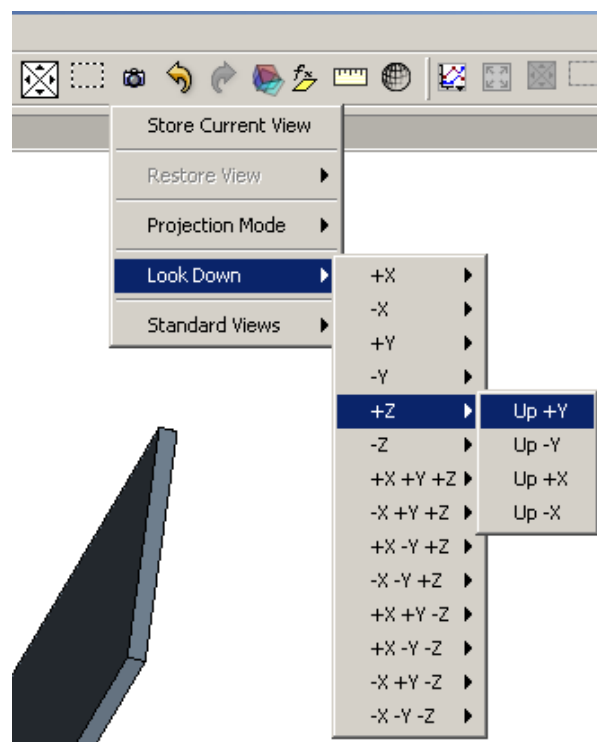 Store Current View
Restore View
Projection Mode
Look Down
Standard Views
+X
-X
+Y
-Y
+Z
-Z
+X +Y +Z
-X +Y +Z
+X -Y +Z
-X -Y +Z
+X +Y -Z
+X -Y -Z
-X +Y -Z
-X -Y -Z
Up +Y
Up -Y
Up +X
Up -X